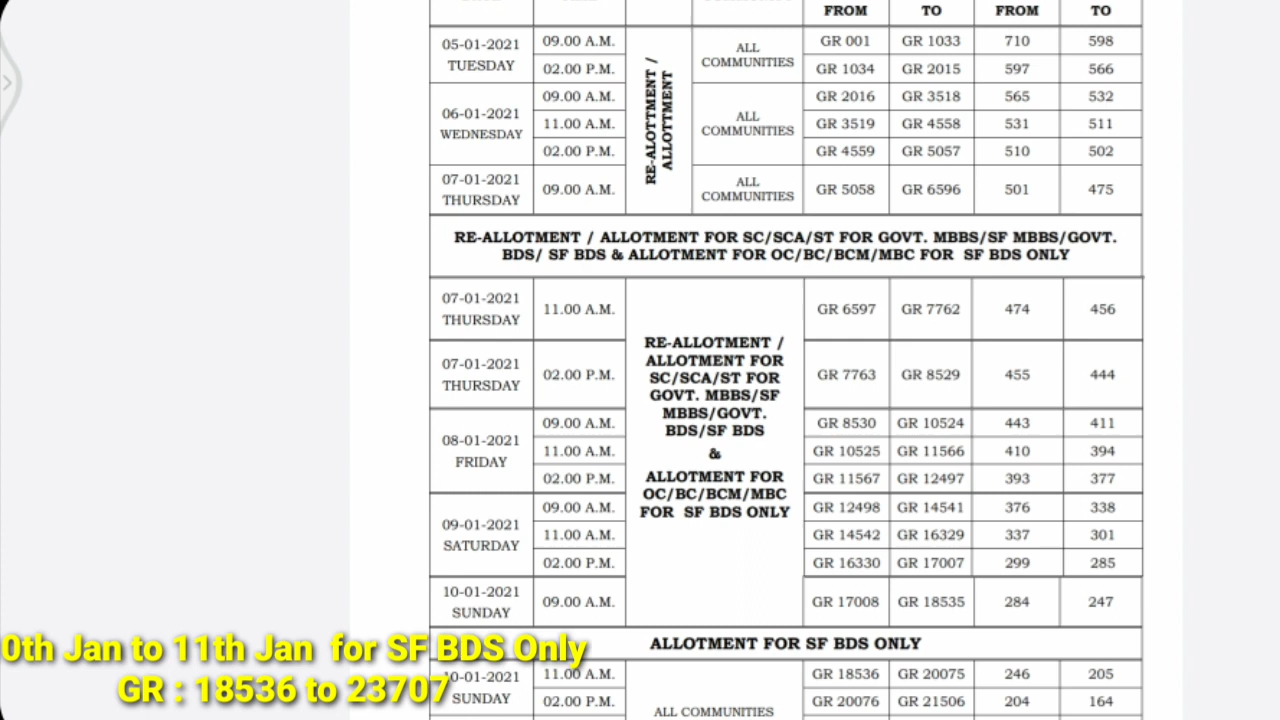 FROM TO FROM TO
05-01-2021 TUESDAY 09.00 A.M. RE-ALOTTMENT / ALLOTTMENT ALL COMMUNITIES GR 001 GR 1033 710 598
02.00 P.M. GR 1034 GR 2015 597 566
06-01-2021 WEDNESDAY 09.00 A.M. ALL COMMUNITIES GR 2016 GR 3518 565 532
11.00 A.M. GR 3519 GR 4558 531 511
02.00 P.M. GR 4559 GR 5057 510 502
07-01-2021 THURSDAY 09.00 A.M. ALL COMMUNITIES GR 5058 GR 6596 501 475
RE-ALLOTMENT / ALLOTMENT FOR SC/SCA/ST FOR GOVT. MBBS/SF MBBS/GOVT.
BDS/ SF BDS & ALLOTMENT FOR OC/BC/BCM/MBC FOR SF BDS ONLY
07-01-2021 THURSDAY 11.00 A.M. GR 6597 GR 7762 474 456
RE-ALLOTMENT /
ALLOTMENT FOR
SC/SCA/ST FOR
GOVT. MBBS/SF
MBBS/GOVT.
BDS/SF BDS
&
ALLOTMENT FOR
OC/BC/BCM/MBC
FOR SF BDS ONLY
07-01-2021 THURSDAY 02.00 P.M. GR 7763 GR 8529 455 444
08-01-2021 FRIDAY 09.00 A.M. GR 8530 GR 10524 443 411
11.00 A.M. GR 10525 GR 11566 410 394
02.00 P.M. GR 11567 GR 12497 393 377
09-01-2021 SATURDAY 09.00 A.M. GR 12498 GR 14541 376 338
11.00 A.M. GR 14542 GR 16329 337 301
02.00 P.M. GR 16330 GR 17007 299 285
10-01-2021 SUNDAY 09.00 A.M. GR 17008 GR 18535 284 247
ALLOTMENT FOR SF BDS ONLY
0-01-2021 SUNDAY 11.00 A.M. ALL COMMUNITIES GR 18536 GR 20075 246 205
02.00 P.M. GR 20076 GR 21506 204 164
0th Jan to 11th Jan for SF BDS Only
GR : 18536 to 23707